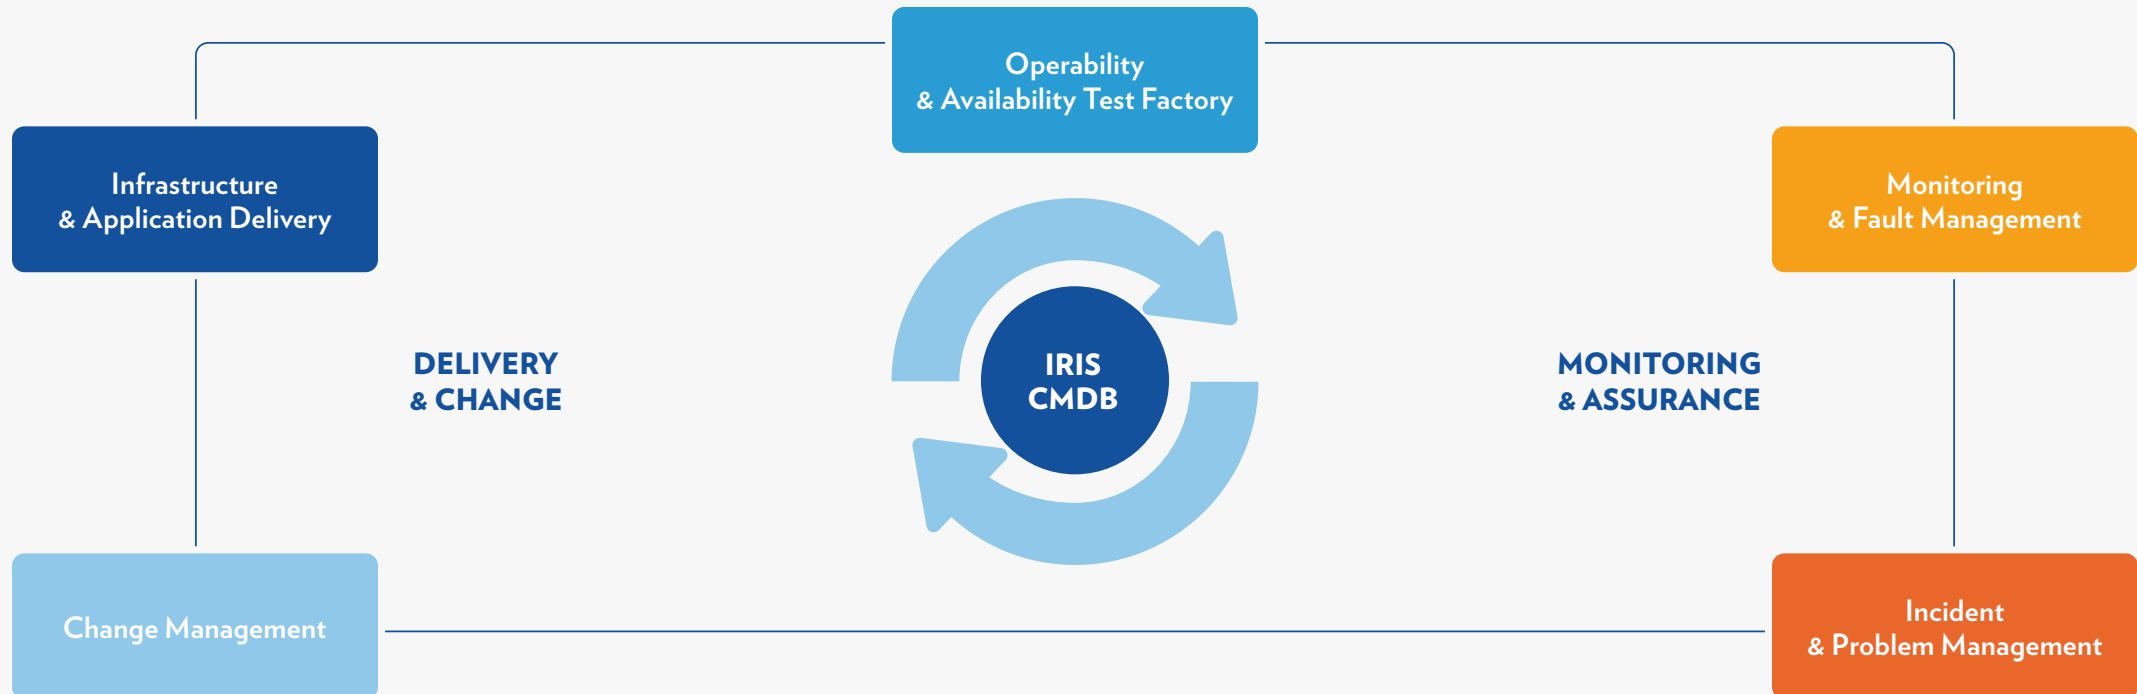 Operability
& Availability Test Factory
Infrastructure
& Application Delivery
Monitoring
& Fault Management
DELIVERY
& CHANGE
IRIS
CMDB
MONITORING
& ASSURANCE
Change Management
Incident
& Problem Management